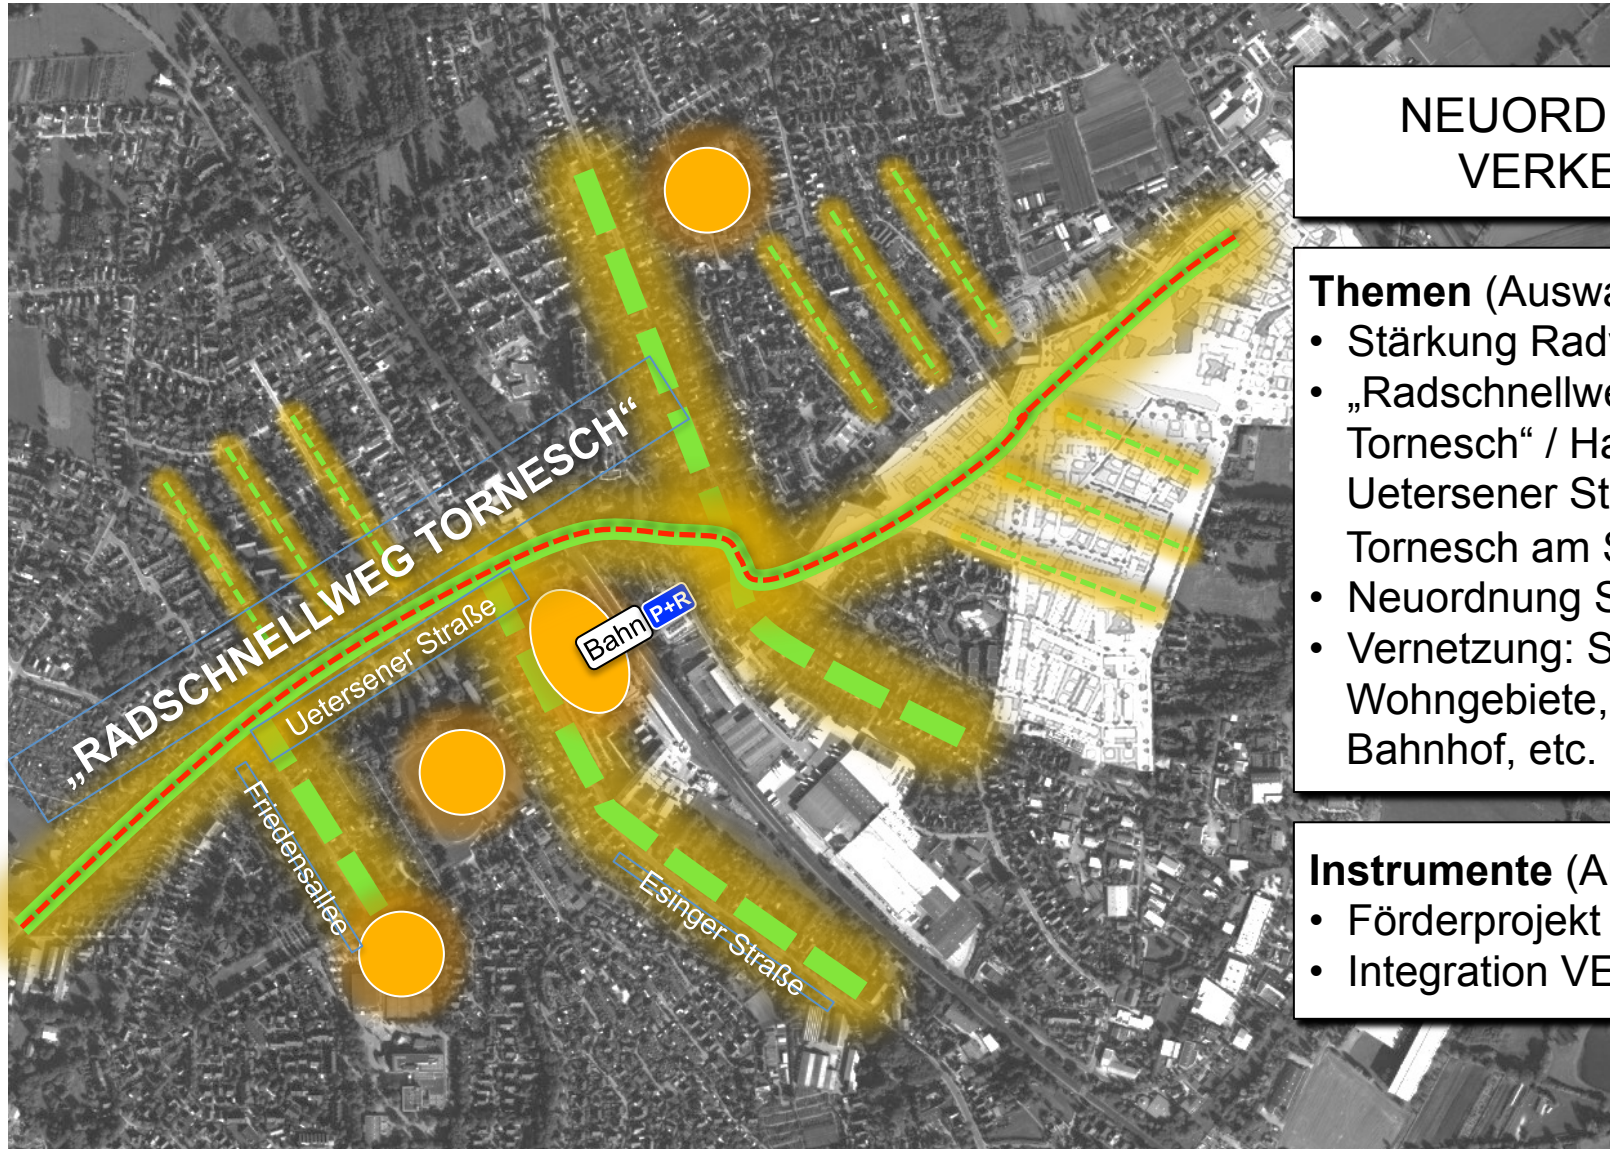 NEUORD
VERKE
Themen (Auswa
• Stärkung Rad
• „Radschnellwe
Tornesch“ / Ha
Uetersener St
Tornesch am S
• Neuordnung S
• Vernetzung: S
Wohngebiete,
Bahnhof, etc.
Instrumente (A
• Förderprojekt
• Integration VE
„RADSCHNELLWEG TORNESCH“
Uetersener Straße
Bahn
P+R
Friedensallee
Esinger Straße